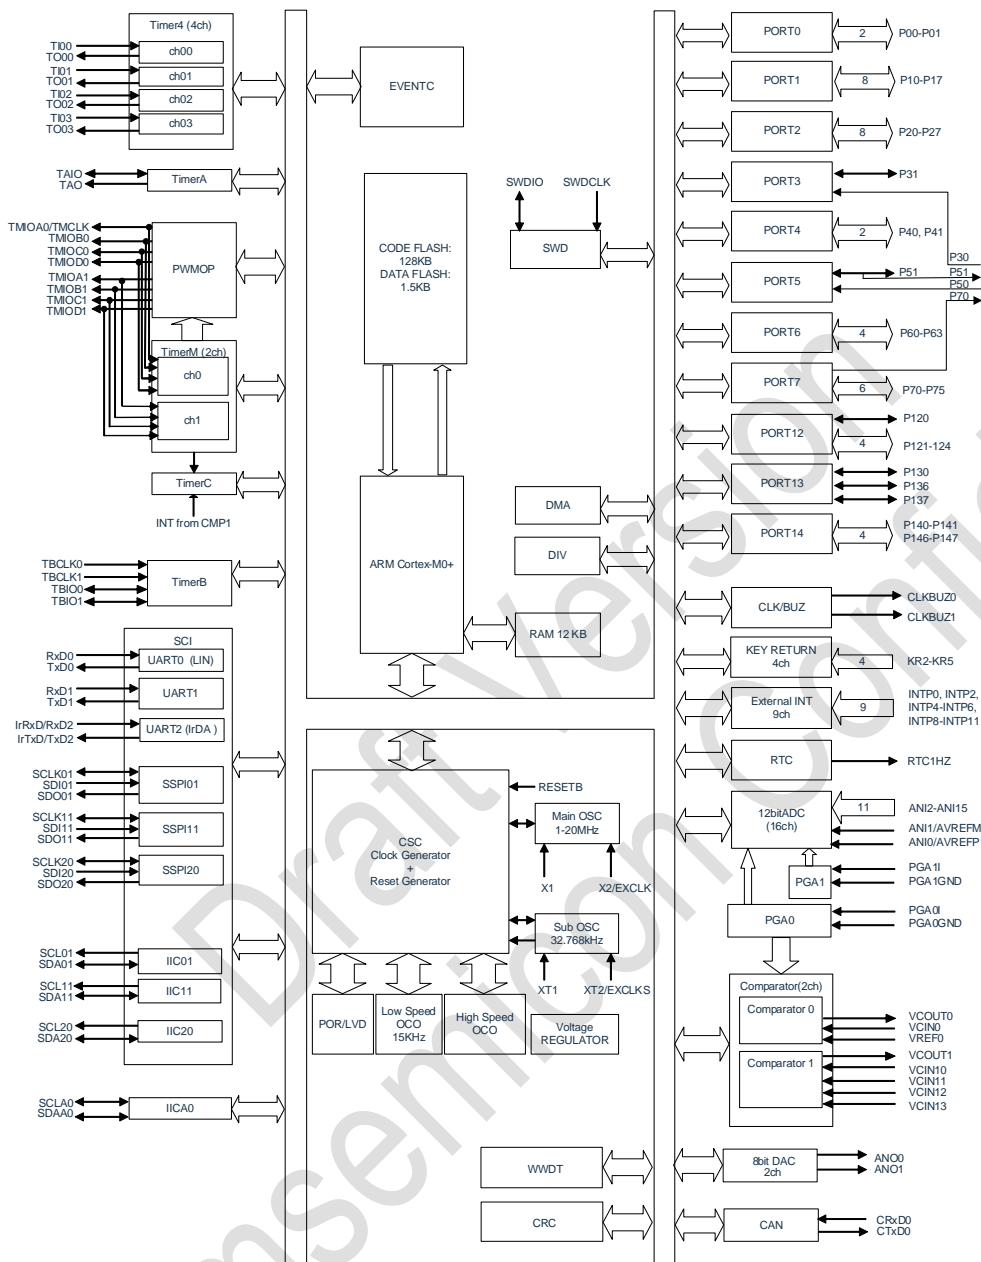 Timer4 (4ch)
TI00
TO00
ch00
TI01
TO01
ch01
TI02
TO02
ch02
TI03
TO03
ch03
TAIO
TAO
TimerA
TMIOA0/TMCLK
TMIOB0
TMIOC0
TMIOD0
TMIOA1
TMIOB1
TMIOC1
TMIOD1
PWMOP
TimerM (2ch)
ch0
ch1
TimerC
INT from CMP1
TBCLK0
TBCLK1
TBIO0
TBIO1
TimerB
SCI
RxD0
TxD0
UART0 (LIN)
RxD1
TxD1
UART1
IrRxD/RxD2
IrTxD/TxD2
UART2 (IrDA )
SCLK01
SDI01
SDO01
SSPI01
SCLK11
SDI11
SDO11
SSPI11
SCLK20
SDI20
SDO20
SSPI20
SCL01
SDA01
IIC01
SCL11
SDA11
IIC11
SCL20
SDA20
IIC20
SCLA0
SDAA0
IICA0
EVENTC
CODE FLASH:
128KB
DATA FLASH:
1.5KB
SWDIO
SWDCLK
SWD
ARM Cortex-M0+
DMA
DIV
RAM 12 KB
CSC
Clock Generator
+
Reset Generator
RESETB
Main OSC
1-20MHz
X1
X2/EXCLK
Sub OSC
32.768kHz
XT1
XT2/EXCLKS
POR/LVD
Low Speed
OCO
15KHz
High Speed
OCO
Voltage
REGULATOR
WWDT
CRC
PORT0
2
P00-P01
PORT1
8
P10-P17
PORT2
8
P20-P27
PORT3
P31
PORT4
2
P40, P41
P30
PORT5
P51
P51
P50
P70
PORT6
4
P60-P63
PORT7
6
P70-P75
PORT12
P120
4
P121-124
PORT13
P130
P136
P137
PORT14
4
P140-P141
P146-P147
CLK/BUZ
CLKBUZ0
CLKBUZ1
KEY RETURN
4ch
4
KR2-KR5
External INT
9ch
9
INTP0, INTP2,
INTP4-INTP6,
INTP8-INTP11
RTC
RTC1HZ
12bitADC
(16ch)
11
ANI2-ANI15
ANI1/AVREFM
ANI0/AVREFP
PGA1
PGA1I
PGA1GND
PGA0
PGA0I
PGA0GND
Comparator(2ch)
Comparator 0
VCOUT0
VCIN0
VREF0
Comparator 1
VCOUT1
VCIN10
VCIN11
VCIN12
VCIN13
8bit DAC
2ch
ANO0
ANO1
CAN
CRxD0
CTxD0
Draft Version
msemicon Confi